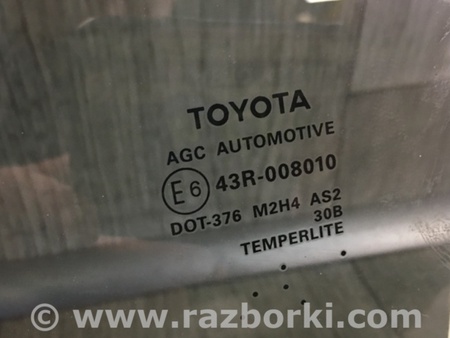 TOYOTA
AGC AUTOMOTIVE
E6 43R-008010
DOT-376 M2H4 AS2
30B
TEMPERLITE
© www.razborki.com